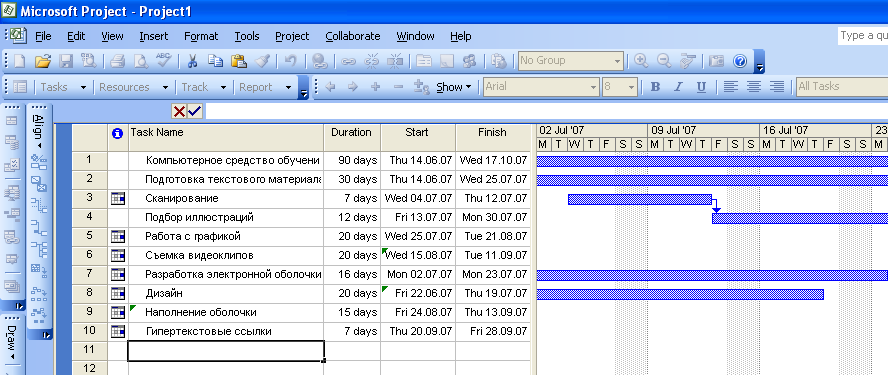 Microsoft Project - Project1
File Edit View Insert Format Tools Project Collaborate Window Help
Type a qu
No Group
Tasks Resources Track Report Show Arial 8 B I U All Tasks
Align
Draw
Task Name Duration Start Finish 02 Jul '07 09 Jul '07 16 Jul '07 23
M T W T F S S M T W T F S S M T W T F S S M
1 Компьютерное средство обучени 90 days Thu 14.06.07 Wed 17.10.07
2 Подготовка текстового материала 30 days Thu 14.06.07 Wed 25.07.07
3 Сканирование 7 days Wed 04.07.07 Thu 12.07.07
4 Подбор иллюстраций 12 days Fri 13.07.07 Mon 30.07.07
5 Работа с графикой 20 days Wed 25.07.07 Tue 21.08.07
6 Съемка видеоклипов 20 days Wed 15.08.07 Tue 11.09.07
7 Разработка электронной оболочки 16 days Mon 02.07.07 Mon 23.07.07
8 Дизайн 20 days Fri 22.06.07 Thu 19.07.07
9 Наполнение оболочки 15 days Fri 24.08.07 Thu 13.09.07
10 Гипертекстовые ссылки 7 days Thu 20.09.07 Fri 28.09.07
11
12